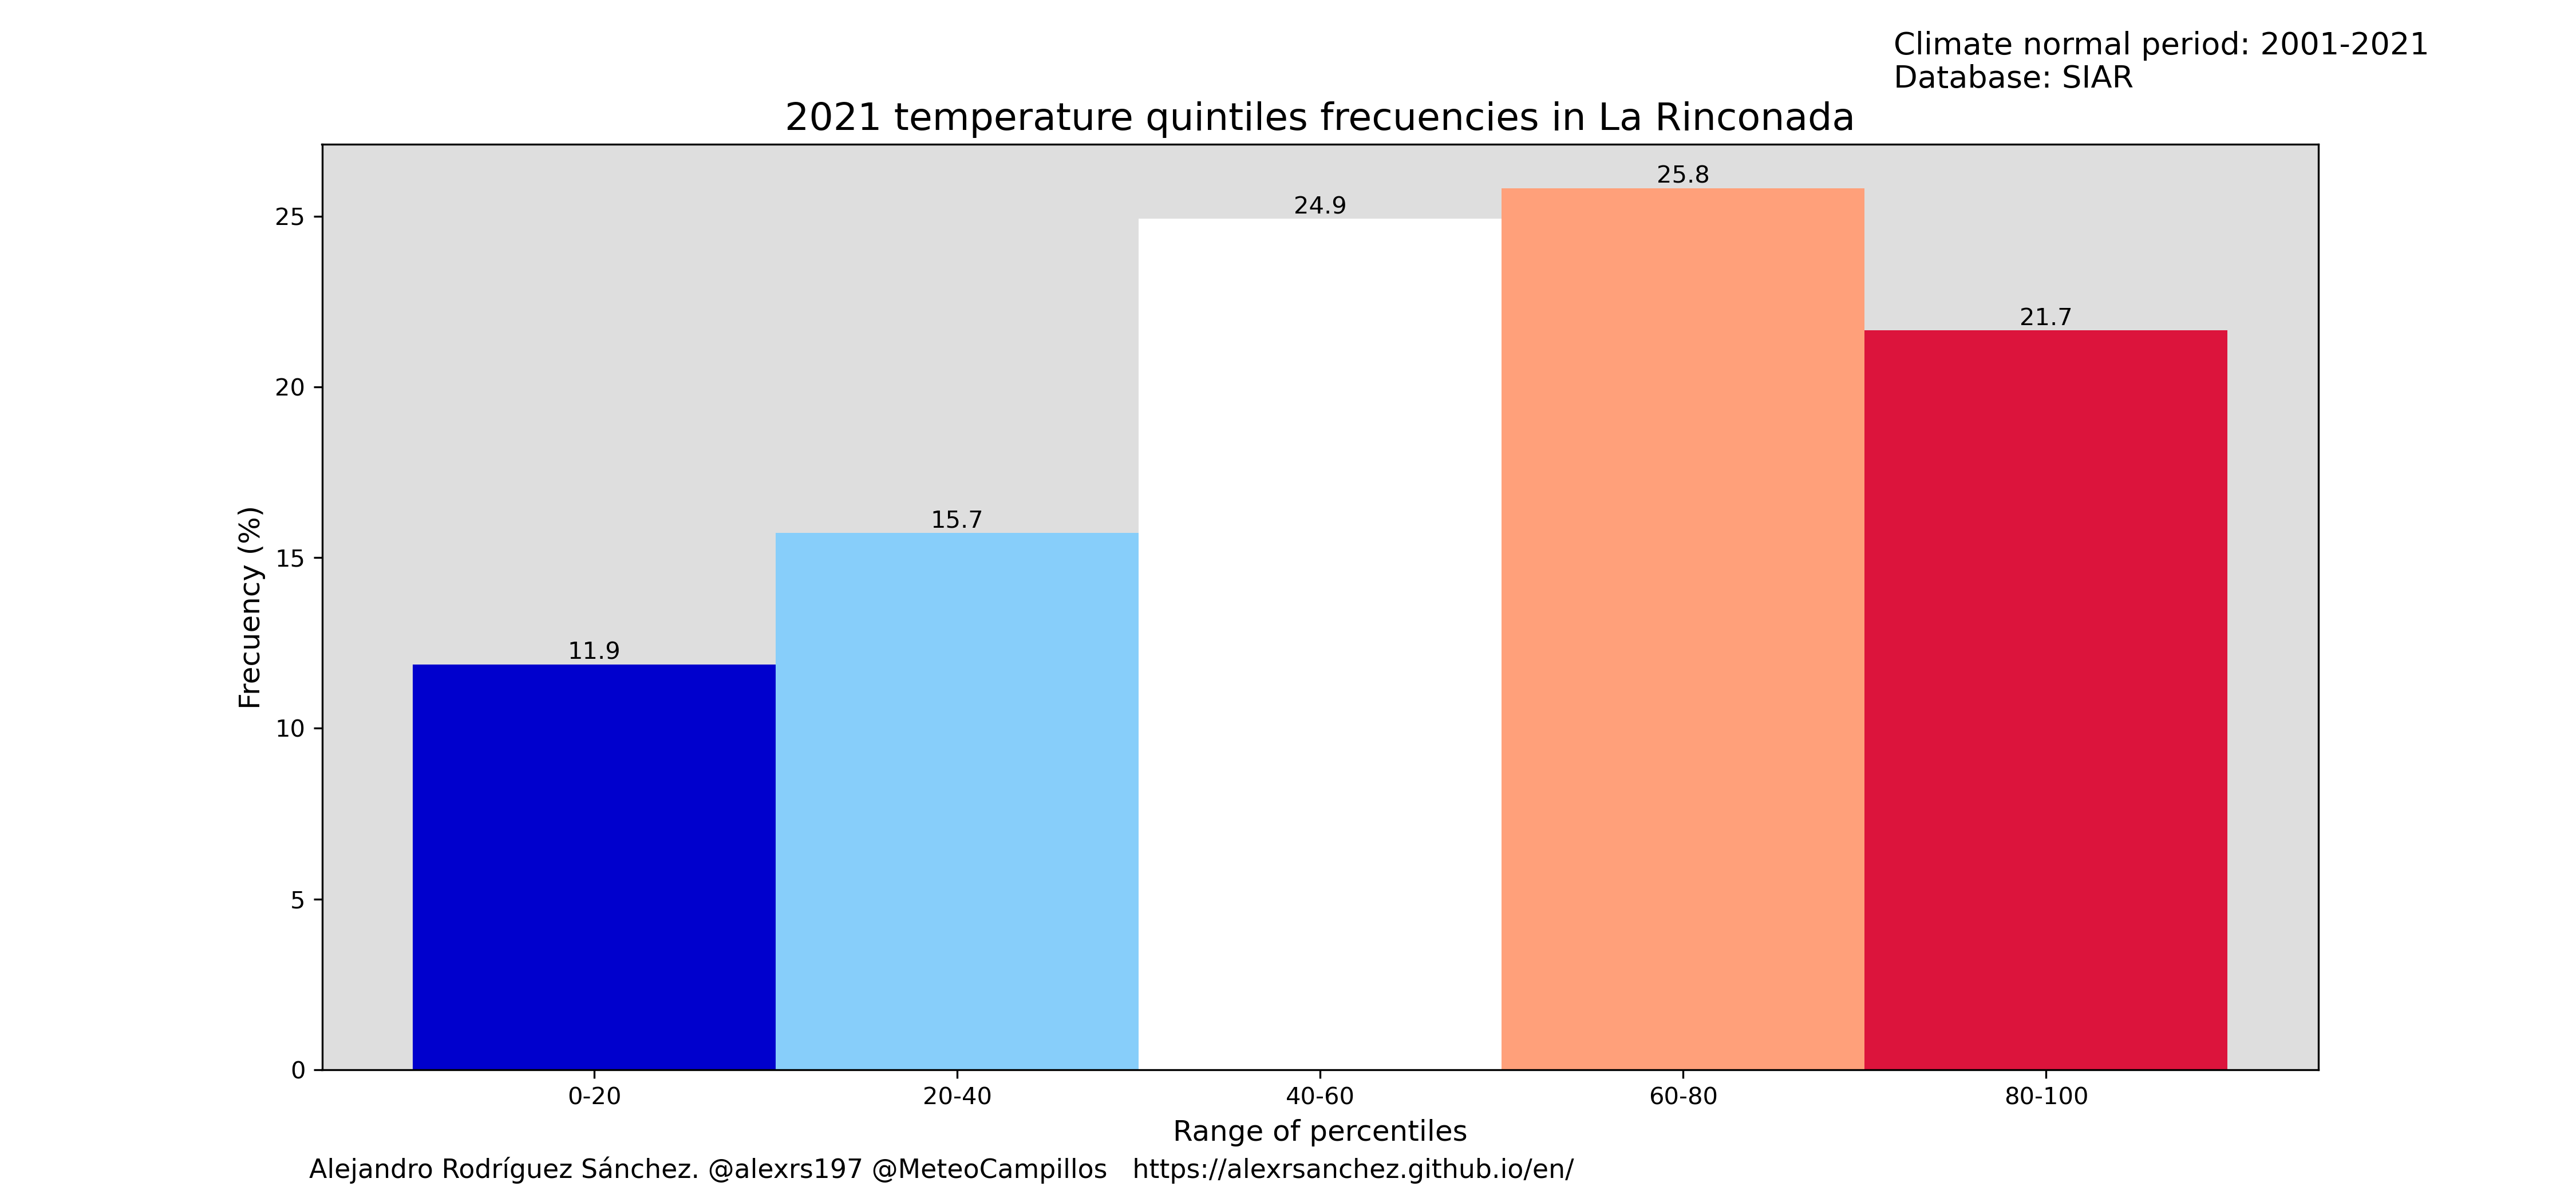 Climate normal period: 2001-2021
Database: SIAR
2021 temperature quintiles frecuencies in La Rinconada
Frecuency (%)
25
20
15
10
5
0
11.9
15.7
24.9
25.8
21.7
0-20
20-40
40-60
60-80
80-100
Range of percentiles
Alejandro Rodríguez Sánchez. @alexrs197 @MeteoCampillos https://alexrsanchez.github.io/en/